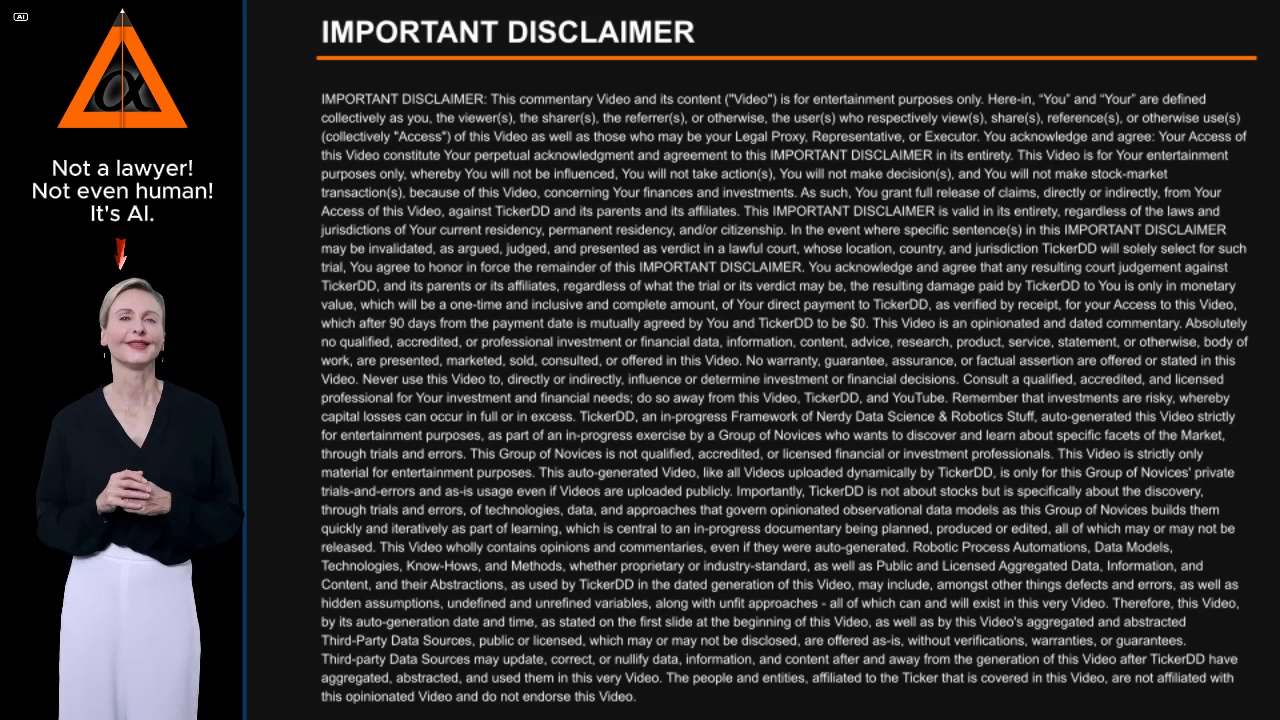 AI
α
Not a lawyer!
Not even human!
It's AI.
IMPORTANT DISCLAIMER
IMPORTANT DISCLAIMER: This commentary Video and its content ("Video") is for entertainment purposes only. Here-in, “You” and “Your” are defined
collectively as you, the viewer(s), the sharer(s), the referrer(s), or otherwise, the user(s) who respectively view(s), share(s), reference(s), or otherwise use(s)
(collectively "Access") of this Video as well as those who may be your Legal Proxy, Representative, or Executor. You acknowledge and agree: Your Access of
this Video constitute Your perpetual acknowledgment and agreement to this IMPORTANT DISCLAIMER in its entirety. This Video is for Your entertainment
purposes only, whereby You will not be influenced, You will not take action(s), You will not make decision(s), and You will not make stock-market
transaction(s), because of this Video, concerning Your finances and investments. As such, You grant full release of claims, directly or indirectly, from Your
Access of this Video, against TickerDD and its parents and its affiliates. This IMPORTANT DISCLAIMER is valid in its entirety, regardless of the laws and
jurisdictions of Your current residency, permanent residency, and/or citizenship. In the event where specific sentence(s) in this IMPORTANT DISCLAIMER
may be invalidated, as argued, judged, and presented as verdict in a lawful court, whose location, country, and jurisdiction TickerDD will solely select for such
trial, You agree to honor in force the remainder of this IMPORTANT DISCLAIMER. You acknowledge and agree that any resulting court judgement against
TickerDD, and its parents or its affiliates, regardless of what the trial or its verdict may be, the resulting damage paid by TickerDD to You is only in monetary
value, which will be a one-time and inclusive and complete amount, of Your direct payment to TickerDD, as verified by receipt, for your Access to this Video,
which after 90 days from the payment date is mutually agreed by You and TickerDD to be $0. This Video is an opinionated and dated commentary. Absolutely
no qualified, accredited, or professional investment or financial data, information, content, advice, research, product, service, statement, or otherwise, body of
work, are presented, marketed, sold, consulted, or offered in this Video. No warranty, guarantee, assurance, or factual assertion are offered or stated in this
Video. Never use this Video to, directly or indirectly, influence or determine investment or financial decisions. Consult a qualified, accredited, and licensed
professional for Your investment and financial needs; do so away from this Video, TickerDD, and YouTube. Remember that investments are risky, whereby
capital losses can occur in full or in excess. TickerDD, an in-progress Framework of Nerdy Data Science & Robotics Stuff, auto-generated this Video strictly
for entertainment purposes, as part of an in-progress exercise by a Group of Novices who wants to discover and learn about specific facets of the Market,
through trials and errors. This Group of Novices is not qualified, accredited, or licensed financial or investment professionals. This Video is strictly only
material for entertainment purposes. This auto-generated Video, like all Videos uploaded dynamically by TickerDD, is only for this Group of Novices' private
trials-and-errors and as-is usage even if Videos are uploaded publicly. Importantly, TickerDD is not about stocks but is specifically about the discovery,
through trials and errors, of technologies, data, and approaches that govern opinionated observational data models as this Group of Novices builds them
quickly and iteratively as part of learning, which is central to an in-progress documentary being planned, produced or edited, all of which may or may not be
released. This Video wholly contains opinions and commentaries, even if they were auto-generated. Robotic Process Automations, Data Models,
Technologies, Know-Hows, and Methods, whether proprietary or industry-standard, as well as Public and Licensed Aggregated Data, Information, and
Content, and their Abstractions, as used by TickerDD in the dated generation of this Video, may include, amongst other things defects and errors, as well as
hidden assumptions, undefined and unrefined variables, along with unfit approaches - all of which can and will exist in this very Video. Therefore, this Video,
by its auto-generation date and time, as stated on the first slide at the beginning of this Video, as well as by this Video's aggregated and abstracted
Third-Party Data Sources, public or licensed, which may or may not be disclosed, are offered as-is, without verifications, warranties, or guarantees.
Third-party Data Sources may update, correct, or nullify data, information, and content after and away from the generation of this Video after TickerDD have
aggregated, abstracted, and used them in this very Video. The people and entities, affiliated to the Ticker that is covered in this Video, are not affiliated with
this opinionated Video and do not endorse this Video.